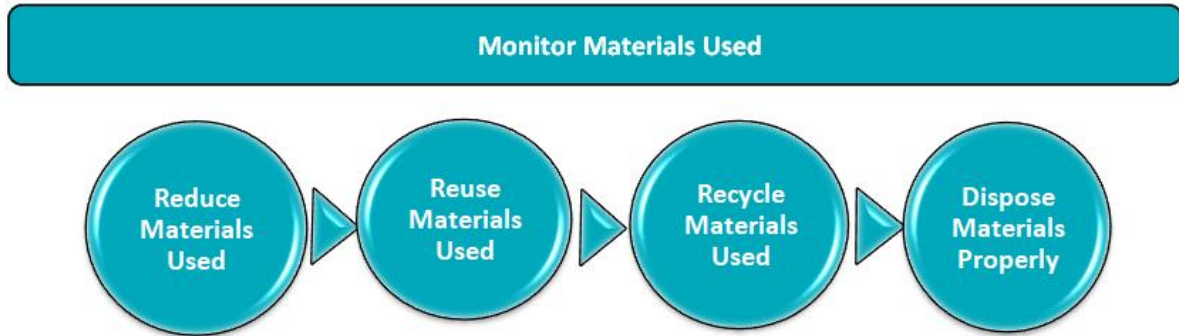 Monitor Materials Used
Reduce
Materials
Used
Reuse
Materials
Used
Recycle
Materials
Used
Dispose
Materials
Properly